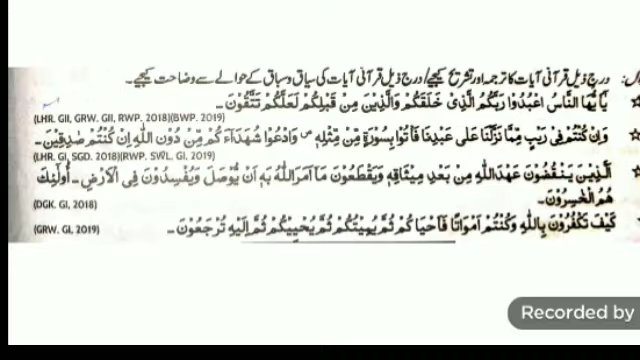 درج ذیل قرآنی آیات کا ترجمہ اور تشریح کیجیے/ درج ذیل قرآنی آیات کی سیاق و سباق کے حوالے سے وضاحت کیجیے۔
یٰۤاَیُّهَا النَّاسُ اعْبُدُوْا رَبَّكُمُ الَّذِیْ خَلَقَكُمْ وَالَّذِیْنَ مِنْ قَبْلِكُمْ لَعَلَّكُمْ تَتَّقُوْنَ۔
(LHR. GII, GRW. GII, RWP. 2018)(BWP. 2019)
وَاِنْ كُنْتُمْ فِیْ رَیْبٍ مِّمَّا نَزَّلْنَا عَلٰی عَبْدِنَا فَاْتُوْا بِسُوْرَةٍ مِّنْ مِّثْلِهٖ ص وَادْعُوْا شُهَدَآءَكُمْ مِّنْ دُوْنِ اللّٰهِ اِنْ كُنْتُمْ صٰدِقِیْنَ۔
(LHR. GI, SGD. 2018)(RWP. SWL. GI, 2019)
الَّذِیْنَ یَنْقُضُوْنَ عَهْدَ اللّٰهِ مِنْ بَعْدِ مِیْثَاقِهٖ وَیَقْطَعُوْنَ مَاۤ اَمَرَ اللّٰهُ بِهٖۤ اَنْ یُّوْصَلَ وَیُفْسِدُوْنَ فِی الْاَرْضِ۔ اُولٰٓئِكَ
هُمُ الْخٰسِرُوْنَ۔
(DGK. GI, 2018)
كَیْفَ تَكْفُرُوْنَ بِاللّٰهِ وَكُنْتُمْ اَمْوَاتًا فَاَحْیَاكُمْ ثُمَّ یُمِیْتُكُمْ ثُمَّ یُحْیِیْكُمْ ثُمَّ اِلَیْهِ تُرْجَعُوْنَ۔
(GRW. GI, 2019)
Recorded by